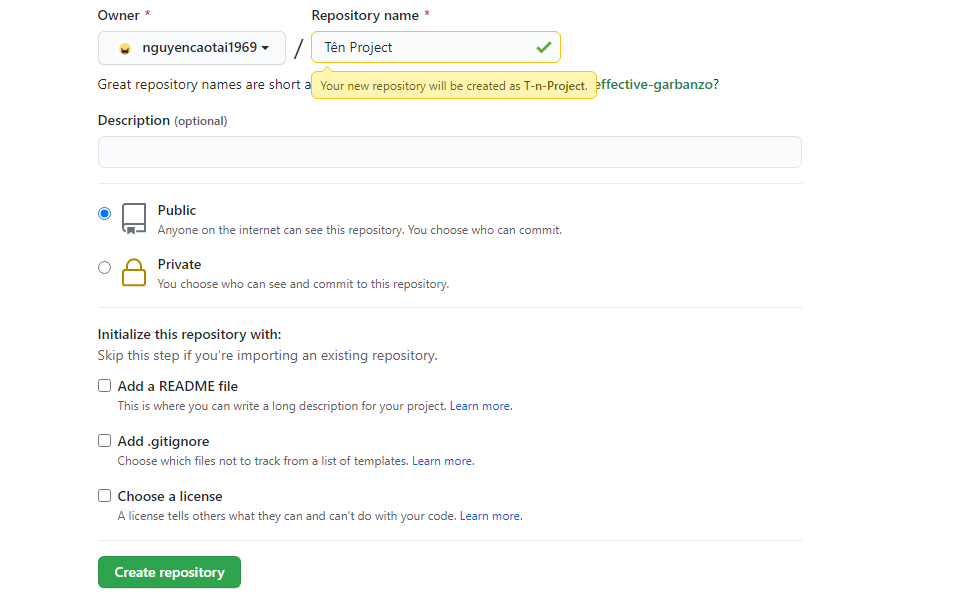 Owner *
Repository name *
nguyencaotai1969
/
Tên Project
Great repository names are short a
Your new repository will be created as T-n-Project.
effective-garbanzo?
Description (optional)
Public
Anyone on the internet can see this repository. You choose who can commit.
Private
You choose who can see and commit to this repository.
Initialize this repository with:
Skip this step if you're importing an existing repository.
Add a README file
This is where you can write a long description for your project. Learn more.
Add .gitignore
Choose which files not to track from a list of templates. Learn more.
Choose a license
A license tells others what they can and can't do with your code. Learn more.
Create repository